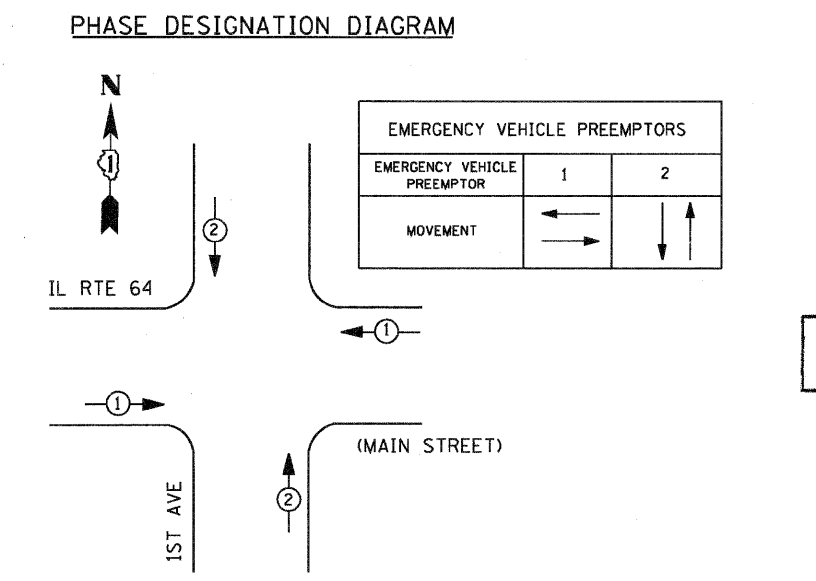 PHASE DESIGNATION DIAGRAM
N
1
EMERGENCY VEHICLE PREEMPTORS
EMERGENCY VEHICLE
PREEMPTOR
1
2
MOVEMENT
2
IL RTE 64
1
1
(MAIN STREET)
2
1ST AVE